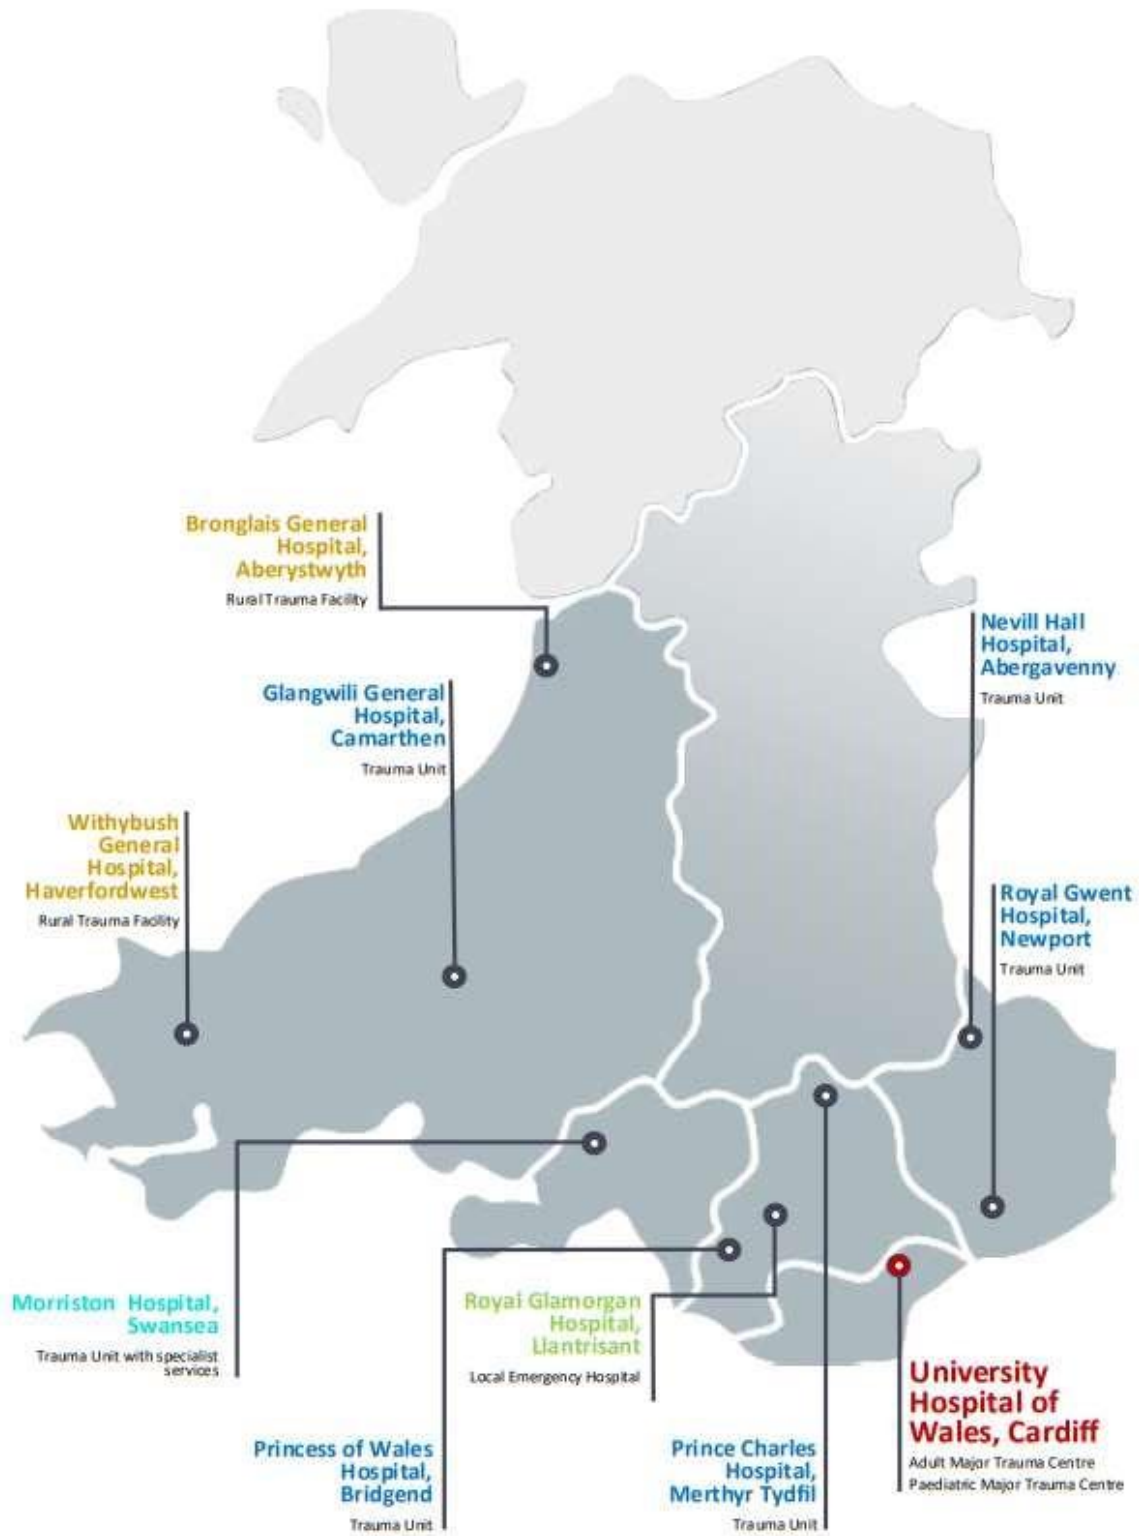 Bronglais General
Hospital,
Aberystwyth
Rural Trauma Facility
Nevill Hall
Hospital,
Abergavenny
Trauma Unit
Glangwili General
Hospital,
Camarthen
Trauma Unit
Withybush
General
Hospital,
Haverfordwest
Rural Trauma Facility
Royal Gwent
Hospital,
Newport
Trauma Unit
Morriston Hospital,
Swansea
Trauma Unit with specialist
services
Royal Glamorgan
Hospital,
Llantrisant
Local Emergency Hospital
University
Hospital of
Wales, Cardiff
Adult Major Trauma Centre
Paediatric Major Trauma Centre
Princess of Wales
Hospital,
Bridgend
Trauma Unit
Prince Charles
Hospital,
Merthyr Tydfil
Trauma Unit